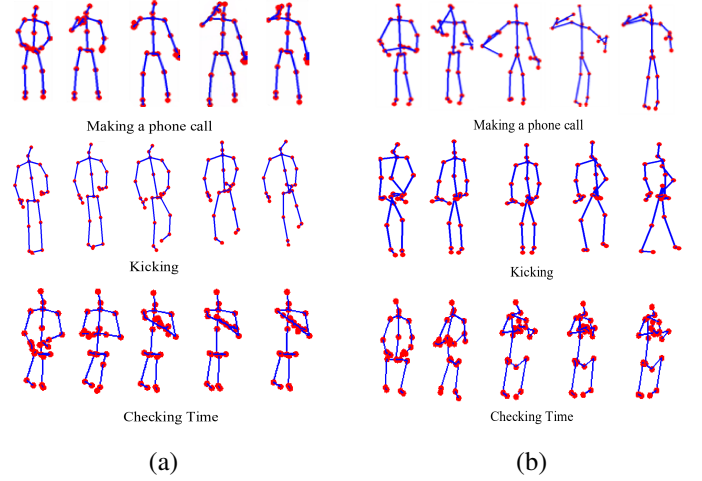 Making a phone call
Making a phone call
Kicking
Kicking
Checking Time
Checking Time
(a)
(b)